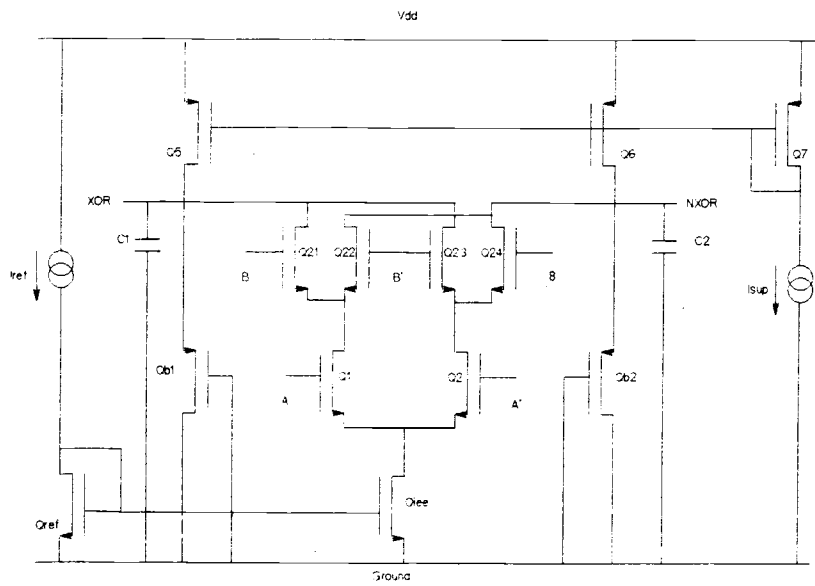 Vdd
Q5
Q6
Q7
XOR
NXOR
C1
Q21
Q22
Q23
Q24
C2
B
B'
B
Iref
Isup
Qb1
Q1
Q2
Qb2
A
A'
Qref
Qiee
Ground